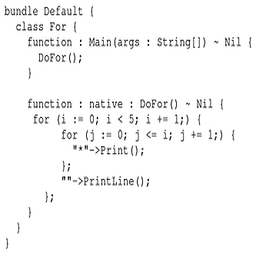 bundle Default {
  class For {
    function : Main(args : String[]) ~ Nil {
      DoFor();
    }

    function : native : DoFor() ~ Nil {
     for (i := 0; i < 5; i += 1;) {
          for (j := 0; j <= i; j += 1;) {
            "*"->Print();
          };
          ""->PrintLine();
       };
    }
  }
}